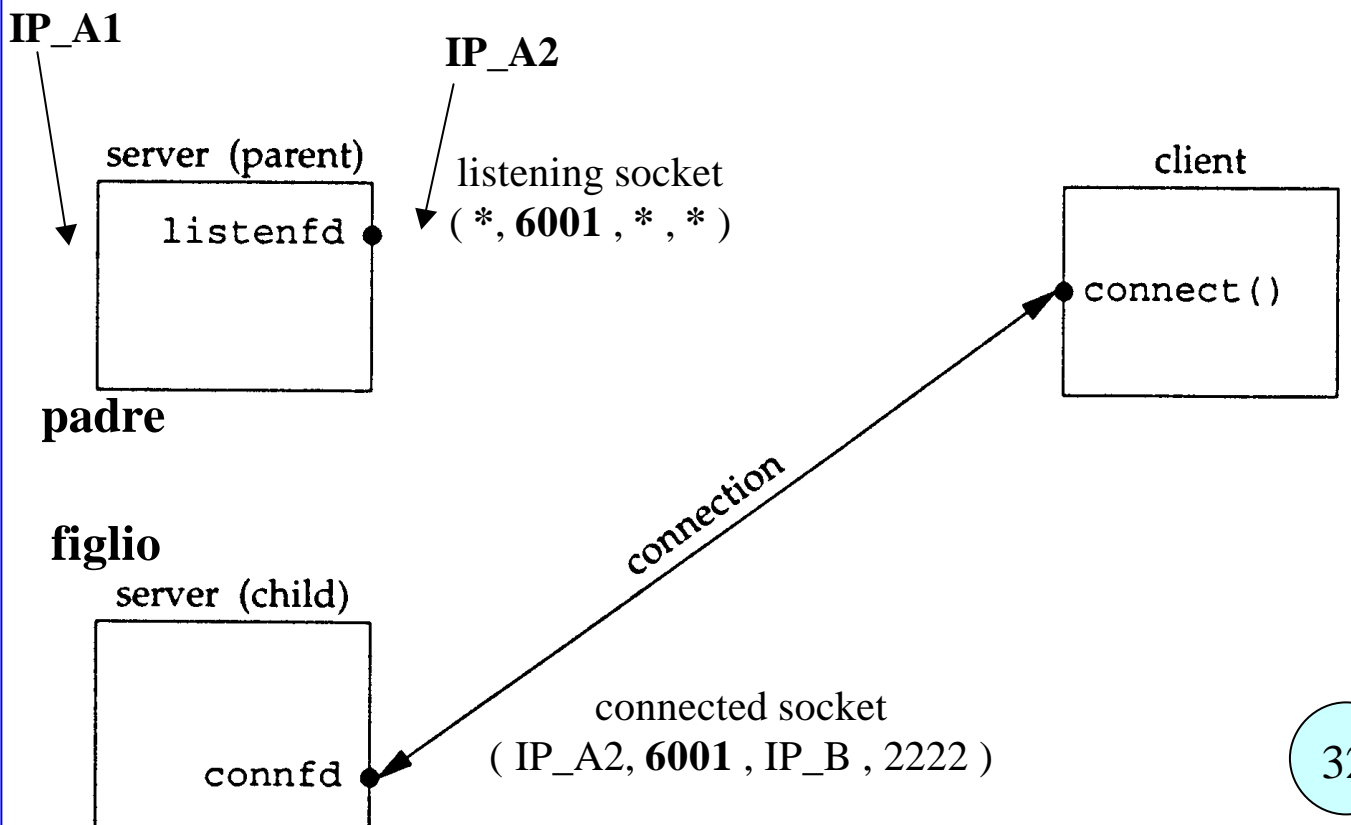 IP_A1
IP_A2
server (parent)
listening socket
client
listenfd
( *, 6001 , * , * )
connect()
padre
connection
figlio
server (child)
connected socket
( IP_A2, 6001 , IP_B , 2222 )
connfd